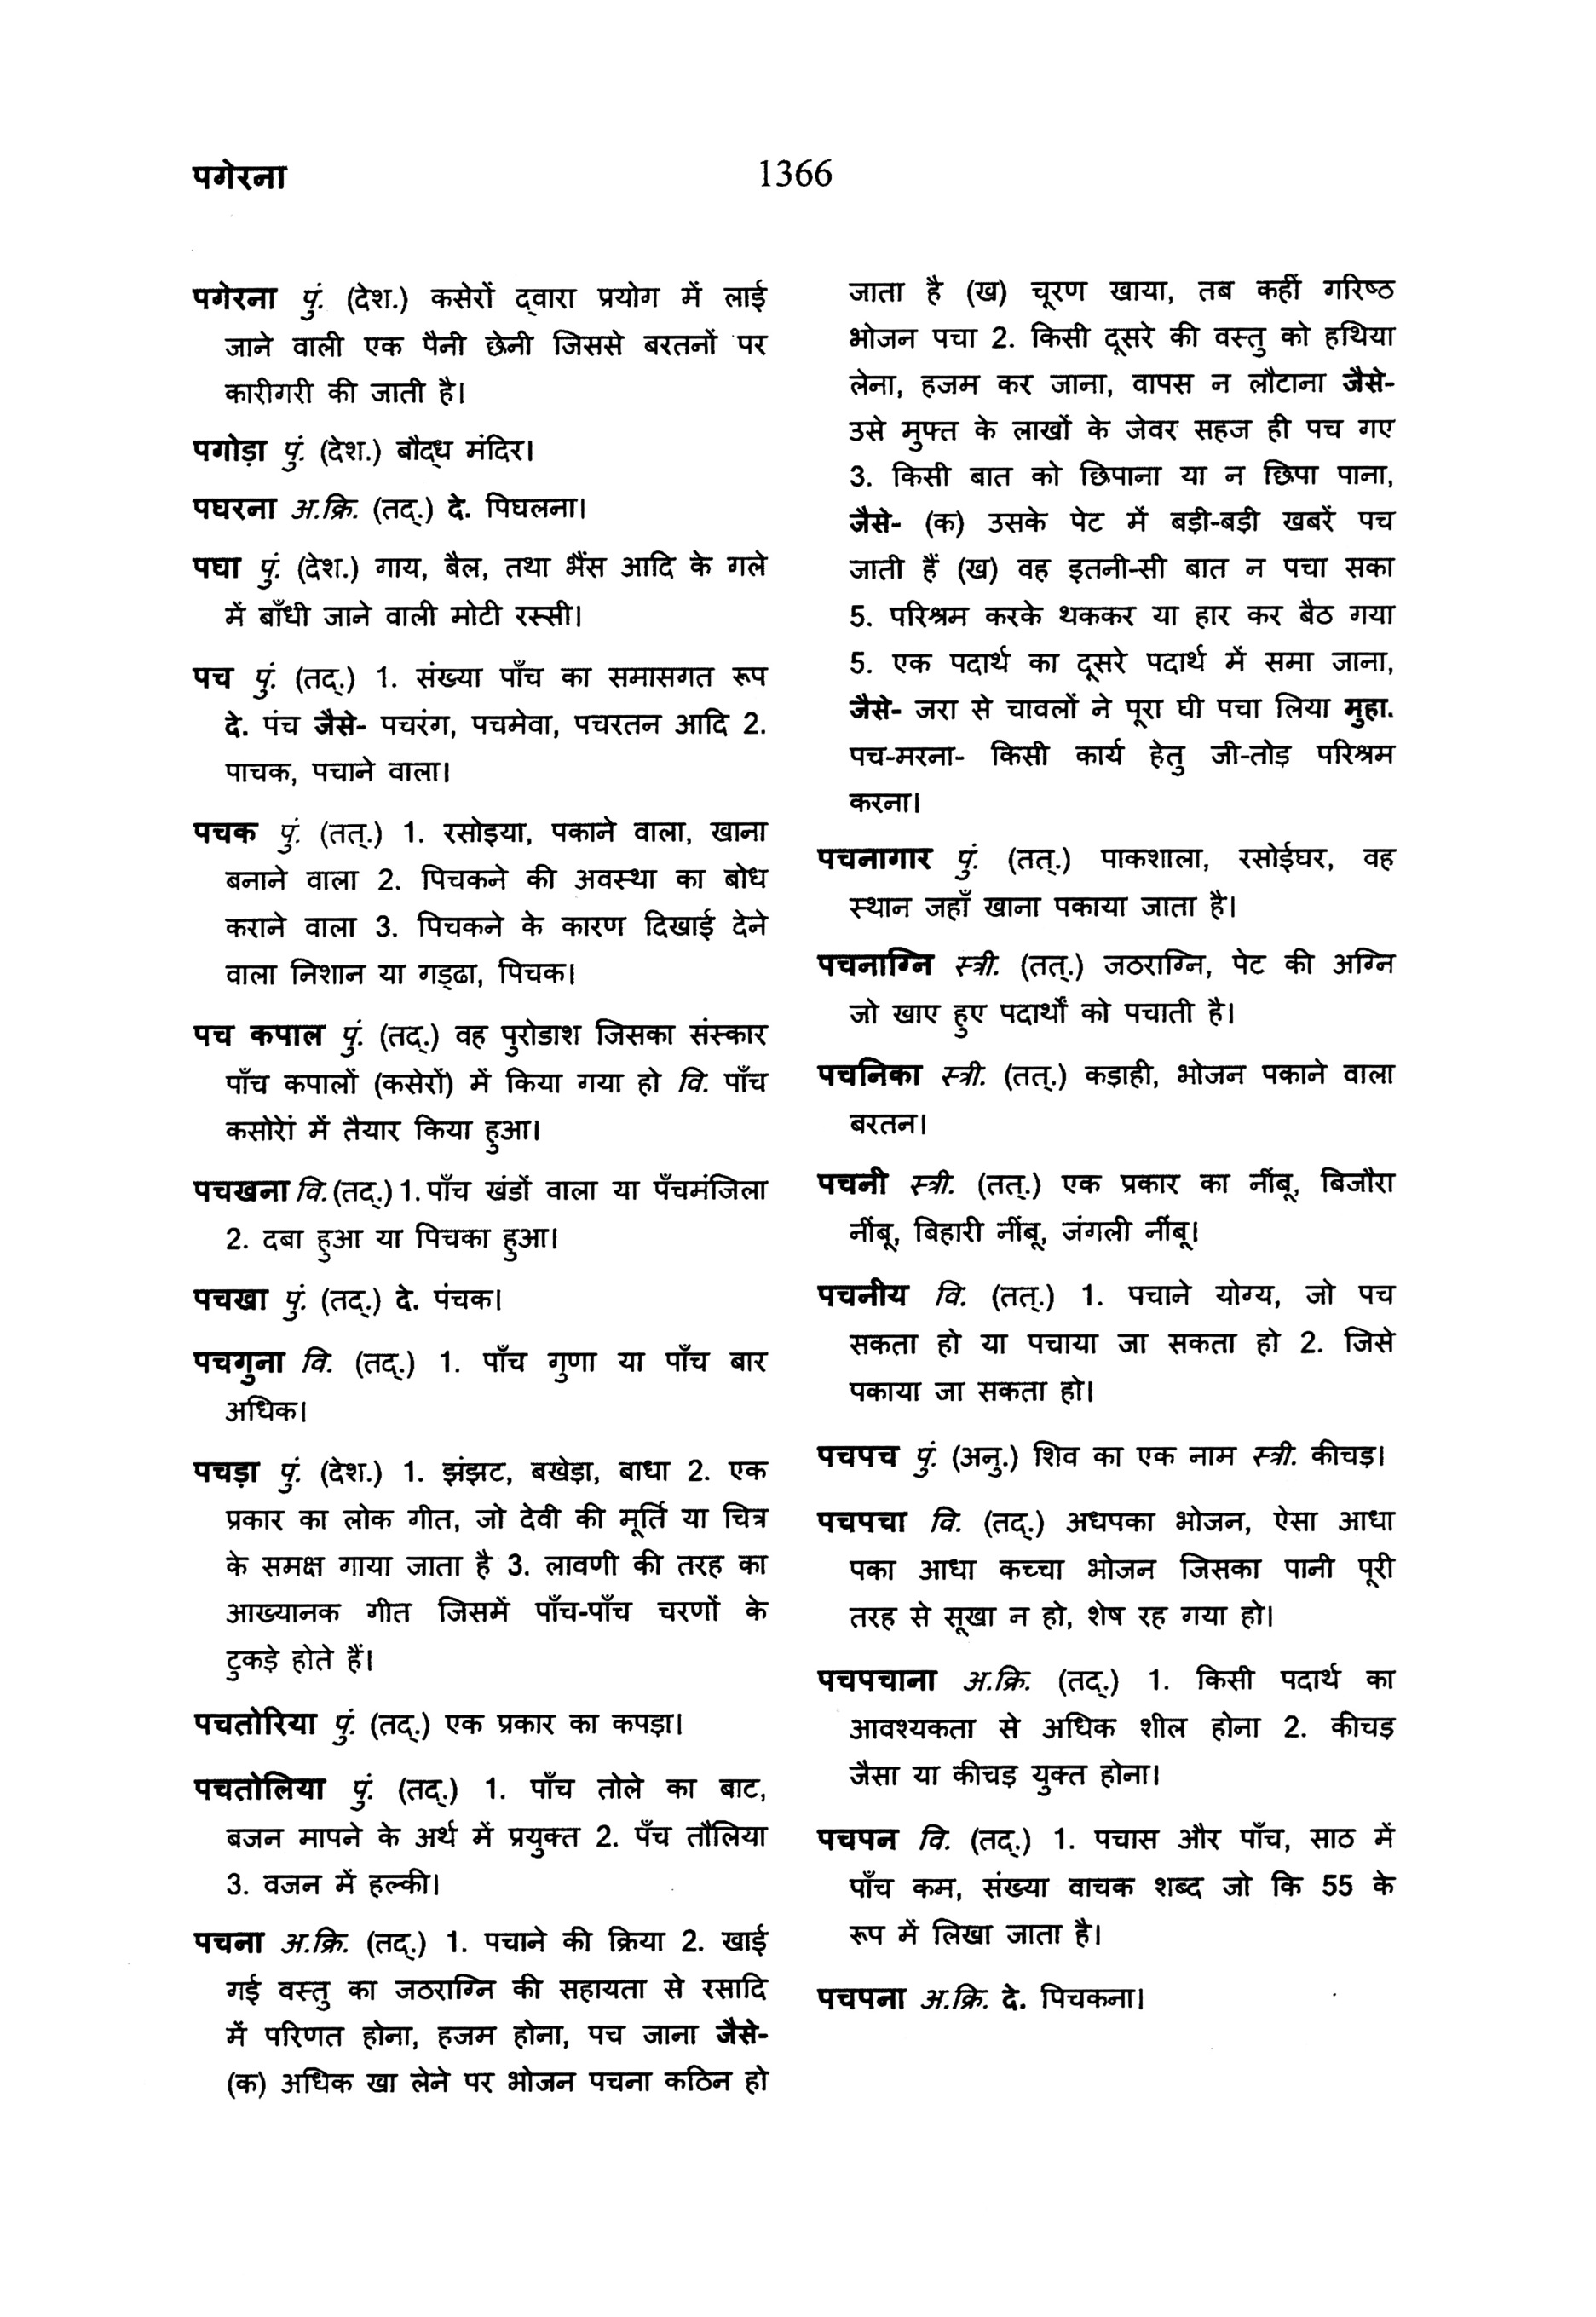 पगेरना
1366
पगेरना पुं. (देश.) कसेरों द्वारा प्रयोग में लाई
जाने वाली एक पैनी छेनी जिससे बरतनों पर
कारीगरी की जाती है।
पगोड़ा पुं. (देश.) बौद्ध मंदिर।
पघरना अ.क्रि. (तद्.) दे. पिघलना।
पघा पुं. (देश.) गाय, बैल, तथा भैंस आदि के गले
में बाँधी जाने वाली मोटी रस्सी।
पच पुं. (तद्.) 1. संख्या पाँच का समासगत रूप
दे. पंच जैसे- पचरंग, पचमेवा, पचरतन आदि 2.
पाचक, पचाने वाला।
पचक पुं. (तत्.) 1. रसोइया, पकाने वाला, खाना
बनाने वाला 2. पिचकने की अवस्था का बोध
कराने वाला 3. पिचकने के कारण दिखाई देने
वाला निशान या गड्ढा, पिचक।
पच कपाल पुं. (तद्.) वह पुरोडाश जिसका संस्कार
पाँच कपालों (कसेरों) में किया गया हो वि. पाँच
कसोरेां में तैयार किया हुआ।
पचखना वि. (तद्.) 1. पाँच खंडों वाला या पँचमंजिला
2. दबा हुआ या पिचका हुआ।
पचखा पुं. (तद्.) दे. पंचक।
पचगुना वि. (तद्.) 1. पाँच गुणा या पाँच बार
अधिक।
पचड़ा पुं. (देश.) 1. झंझट, बखेड़ा, बाधा 2. एक
प्रकार का लोक गीत, जो देवी की मूर्ति या चित्र
के समक्ष गाया जाता है 3. लावणी की तरह का
आख्यानक गीत जिसमें पाँच-पाँच चरणों के
टुकड़े होते हैं।
पचतोरिया पुं. (तद्.) एक प्रकार का कपड़ा।
पचतोलिया पुं. (तद्.) 1. पाँच तोले का बाट,
बजन मापने के अर्थ में प्रयुक्त 2. पँच तौलिया
3. वजन में हल्की।
पचना अ.क्रि. (तद्.) 1. पचाने की क्रिया 2. खाई
गई वस्तु का जठराग्नि की सहायता से रसादि
में परिणत होना, हजम होना, पच जाना जैसे-
(क) अधिक खा लेने पर भोजन पचना कठिन हो
जाता है (ख) चूरण खाया, तब कहीं गरिष्ठ
भोजन पचा 2. किसी दूसरे की वस्तु को हथिया
लेना, हजम कर जाना, वापस न लौटाना जैसे-
उसे मुफ्त के लाखों के जेवर सहज ही पच गए
3. किसी बात को छिपाना या न छिपा पाना,
जैसे- (क) उसके पेट में बड़ी-बड़ी खबरें पच
जाती हैं (ख) वह इतनी-सी बात न पचा सका
5. परिश्रम करके थककर या हार कर बैठ गया
5. एक पदार्थ का दूसरे पदार्थ में समा जाना,
जैसे- जरा से चावलों ने पूरा घी पचा लिया मुहा.
पच-मरना- किसी कार्य हेतु जी-तोड़ परिश्रम
करना।
पचनागार पुं. (तत्.) पाकशाला, रसोईघर, वह
स्थान जहाँ खाना पकाया जाता है।
पचनाग्नि स्त्री. (तत्.) जठराग्नि, पेट की अग्नि
जो खाए हुए पदार्थों को पचाती है।
पचनिका स्त्री. (तत्.) कड़ाही, भोजन पकाने वाला
बरतन।
पचनी स्त्री. (तत्.) एक प्रकार का नींबू, बिजौरा
नींबू, बिहारी नींबू, जंगली नींबू।
पचनीय वि. (तत्.) 1. पचाने योग्य, जो पच
सकता हो या पचाया जा सकता हो 2. जिसे
पकाया जा सकता हो।
पचपच पुं. (अनु.) शिव का एक नाम स्त्री. कीचड़।
पचपचा वि. (तद्.) अधपका भोजन, ऐसा आधा
पका आधा कच्चा भोजन जिसका पानी पूरी
तरह से सूखा न हो, शेष रह गया हो।
पचपचाना अ.क्रि. (तद्.) 1. किसी पदार्थ का
आवश्यकता से अधिक शील होना 2. कीचड़
जैसा या कीचड़ युक्त होना।
पचपन वि. (तद्.) 1. पचास और पाँच, साठ में
पाँच कम, संख्या वाचक शब्द जो कि 55 के
रूप में लिखा जाता है।
पचपना अ.क्रि. दे. पिचकना।